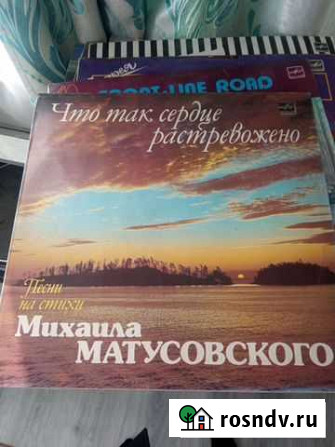 FRONT-LINE ROAD
Что так сердце
растревожено
Песни
на стихи
Михаила
МАТУСОВСКОГО
rosndv.ru